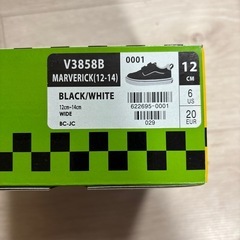 V3858B
MARVERICK(12-14)
0001
12
CM
BLACK/WHITE
6
US
12cm~14cm
WIDE
622695-0001
20
EUR
BC-JC
029